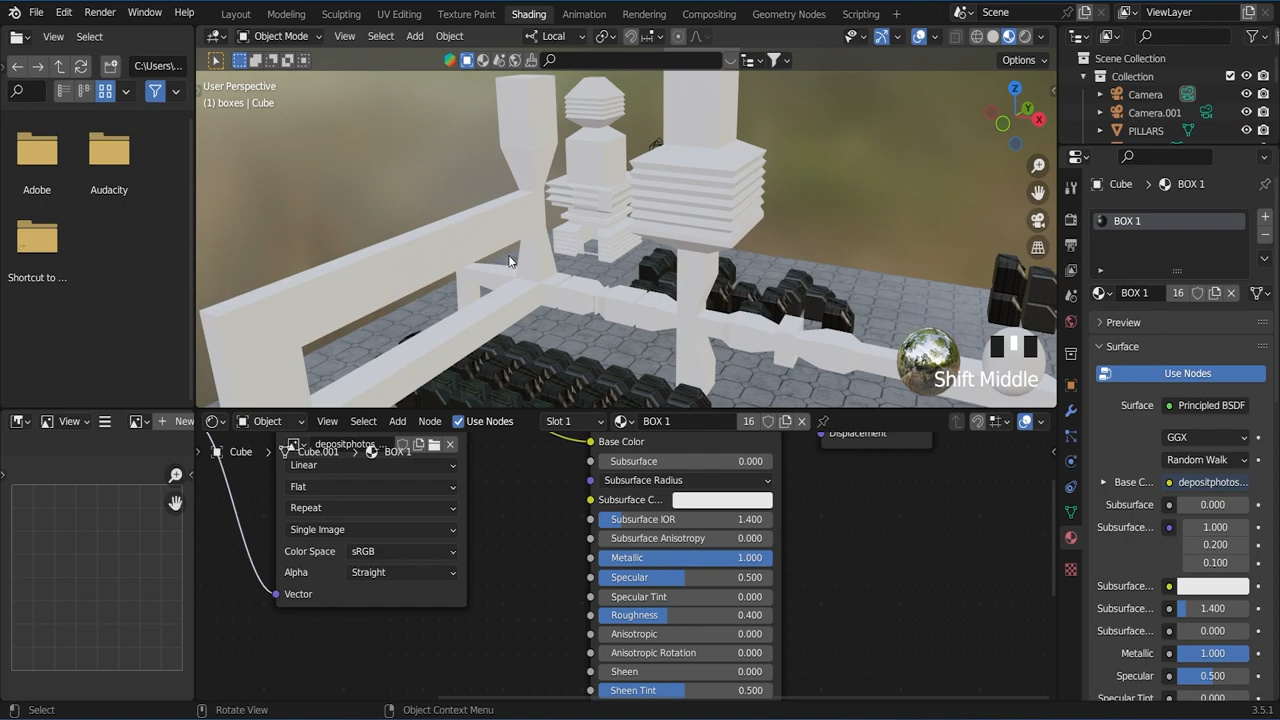 File Edit Render Window Help Layout Modeling Sculpting UV Editing Texture Paint Shading Animation Rendering Compositing Geometry Nodes Scripting Scene ViewLayer
View Select Object Mode View Select Add Object Local
C:\Users\... Options
User Perspective
(1) boxes | Cube
Adobe Audacity
Shortcut to ...
Shift Middle
Scene Collection
Collection
Camera
Camera.001
PILLARS
Cube BOX 1
BOX 1
BOX 1 16
Preview
Surface
Use Nodes
Surface Principled BSDF
GGX
Random Walk
Base C... depositphotos...
Subsurface 0.000
Subsurface... 1.000
0.200
0.100
Subsurface...
Subsurface... 1.400
Subsurface... 0.000
Metallic 1.000
Specular 0.500
Specular Tint 0.000
View New Object View Select Add Node Use Nodes Slot 1 BOX 1 16
depositphotos...
Cube Cube.001 BOX 1
Linear
Flat
Repeat
Single Image
Color Space sRGB
Alpha Straight
Vector
Displacement
Base Color
Subsurface 0.000
Subsurface Radius
Subsurface C...
Subsurface IOR 1.400
Subsurface Anisotropy 0.000
Metallic 1.000
Specular 0.500
Specular Tint 0.000
Roughness 0.400
Anisotropic 0.000
Anisotropic Rotation 0.000
Sheen 0.000
Sheen Tint 0.500
Select Rotate View Object Context Menu 3.5.1